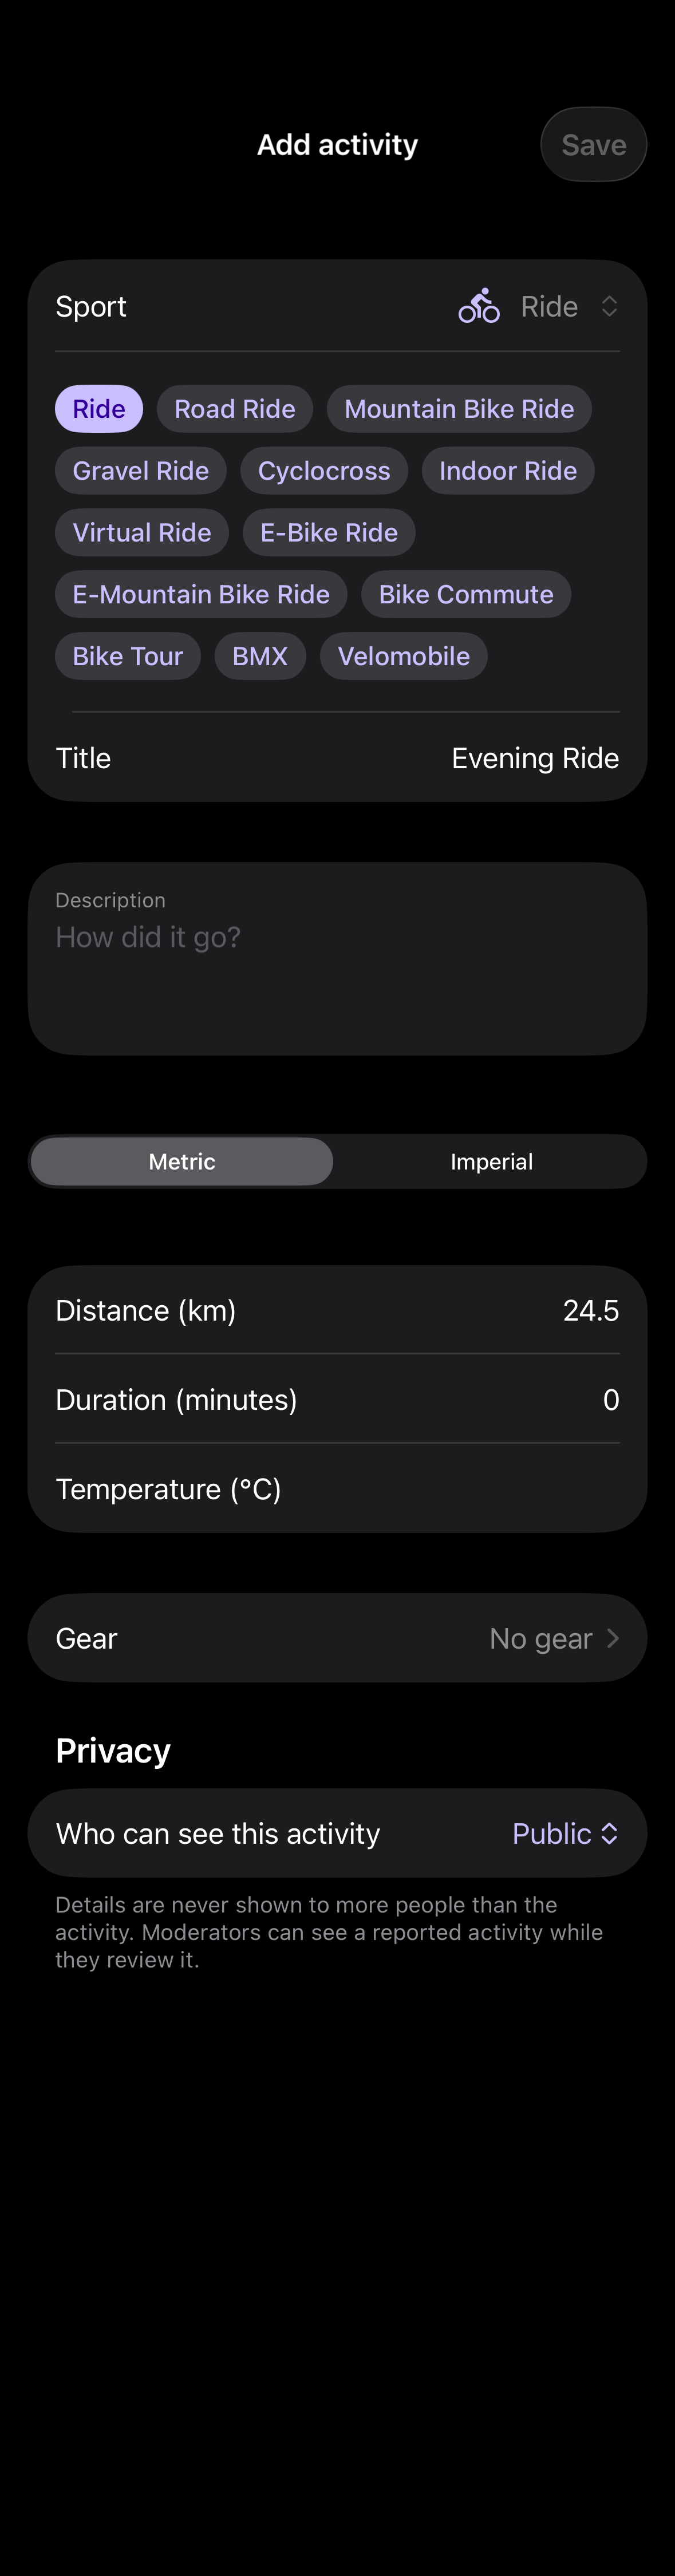 Add activity
Save
Sport
Ride
Ride
Road Ride
Mountain Bike Ride
Gravel Ride
Cyclocross
Indoor Ride
Virtual Ride
E-Bike Ride
E-Mountain Bike Ride
Bike Commute
Bike Tour
BMX
Velomobile
Title
Evening Ride
Description
How did it go?
Metric
Imperial
Distance (km)
24.5
Duration (minutes)
0
Temperature (°C)
Gear
No gear
Privacy
Who can see this activity
Public
Details are never shown to more people than the
activity. Moderators can see a reported activity while
they review it.